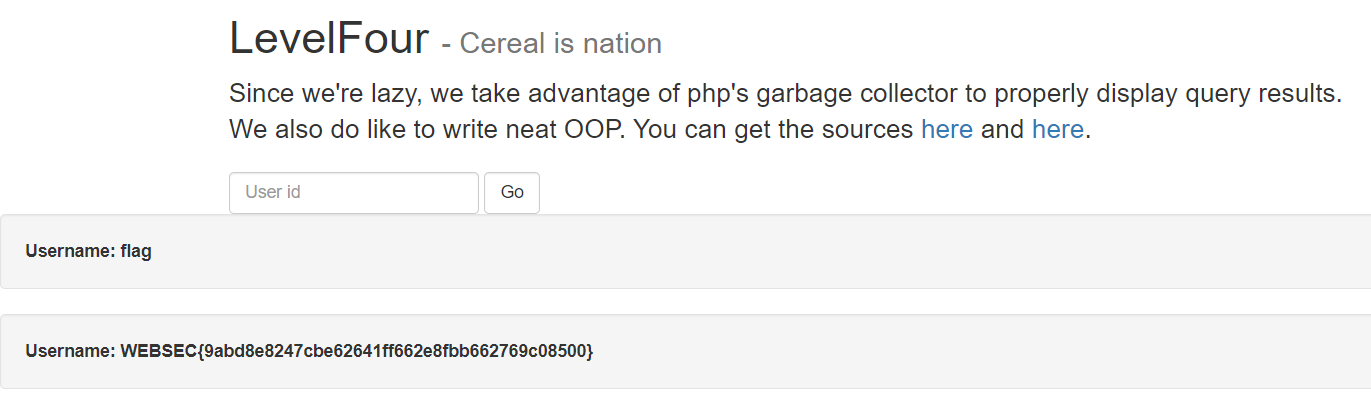 LevelFour - Cereal is nation
Since we're lazy, we take advantage of php's garbage collector to properly display query results.
We also do like to write neat OOP. You can get the sources here and here.
User id Go
Username: flag
Username: WEBSEC{9abd8e8247cbe62641ff662e8fbb662769c08500}